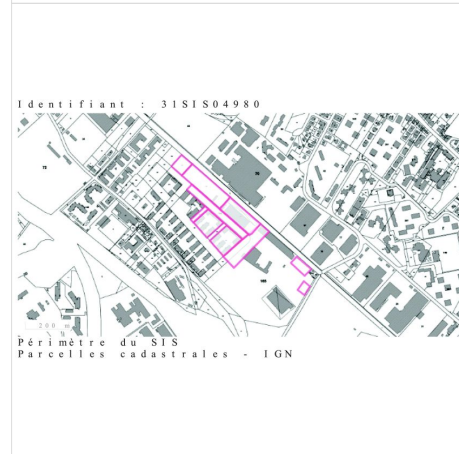 Identifiant : 31SIS04980
200 m
Périmètre du SIS
Parcelles cadastrales - IGN